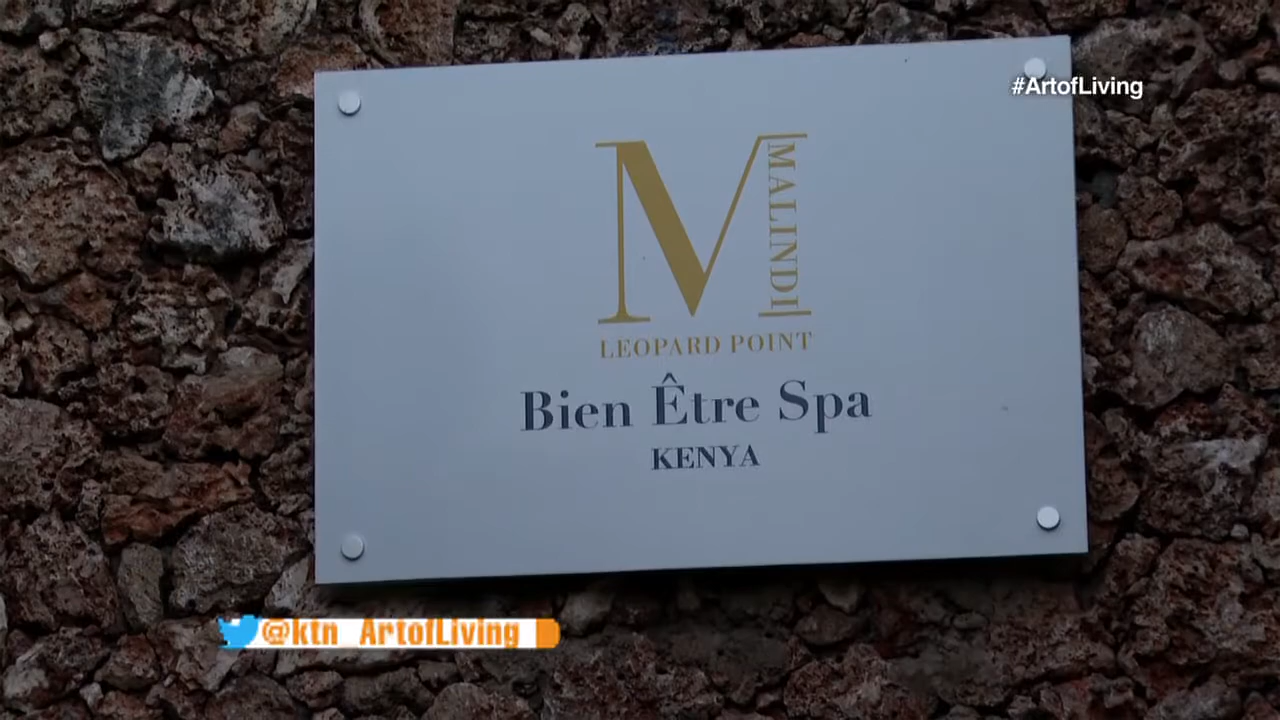 #ArtofLiving
M
MALINDI
LEOPARD POINT
Bien Être Spa
KENYA
@ktn_ArtofLiving